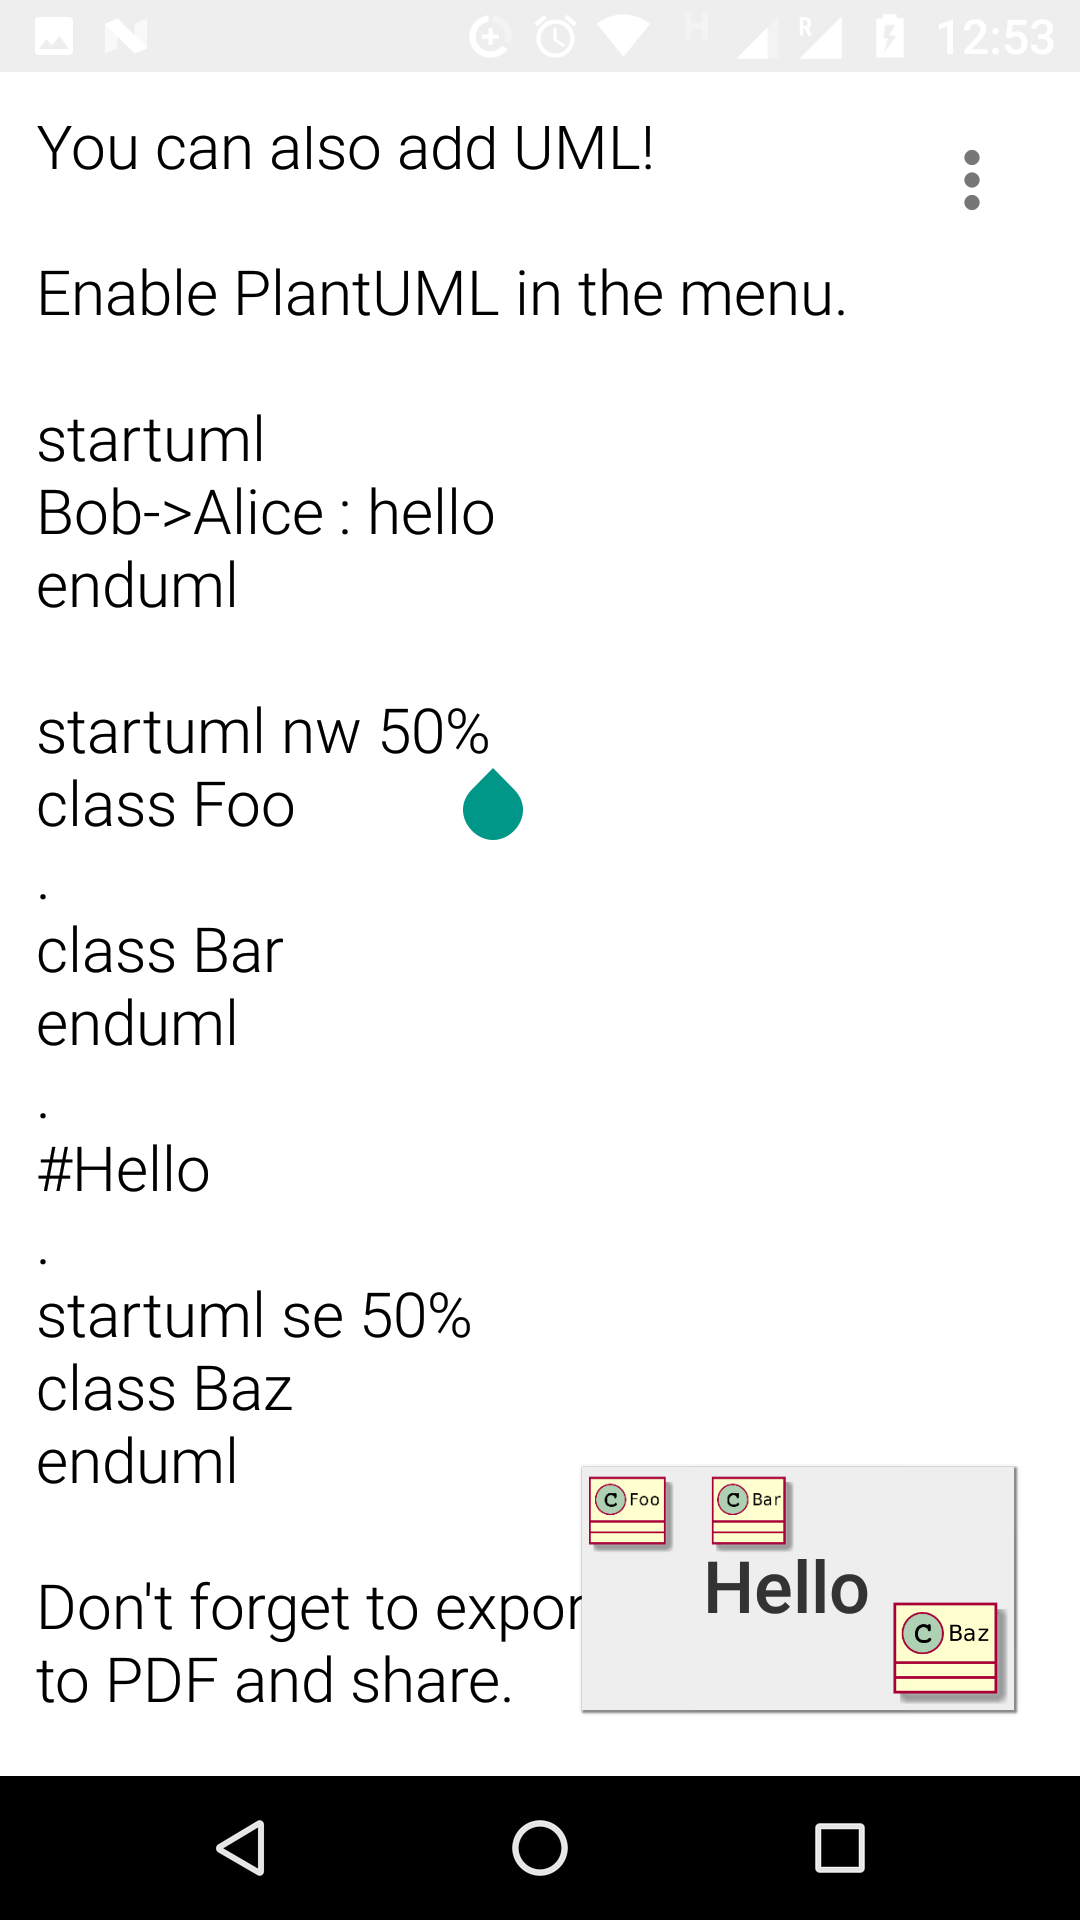 H R 12:53
You can also add UML!
Enable PlantUML in the menu.
startuml
Bob->Alice : hello
enduml
startuml nw 50%
class Foo
.
class Bar
enduml
.
#Hello
.
startuml se 50%
class Baz
enduml
Don't forget to expor
to PDF and share.
C Foo C Bar
Hello
C Baz